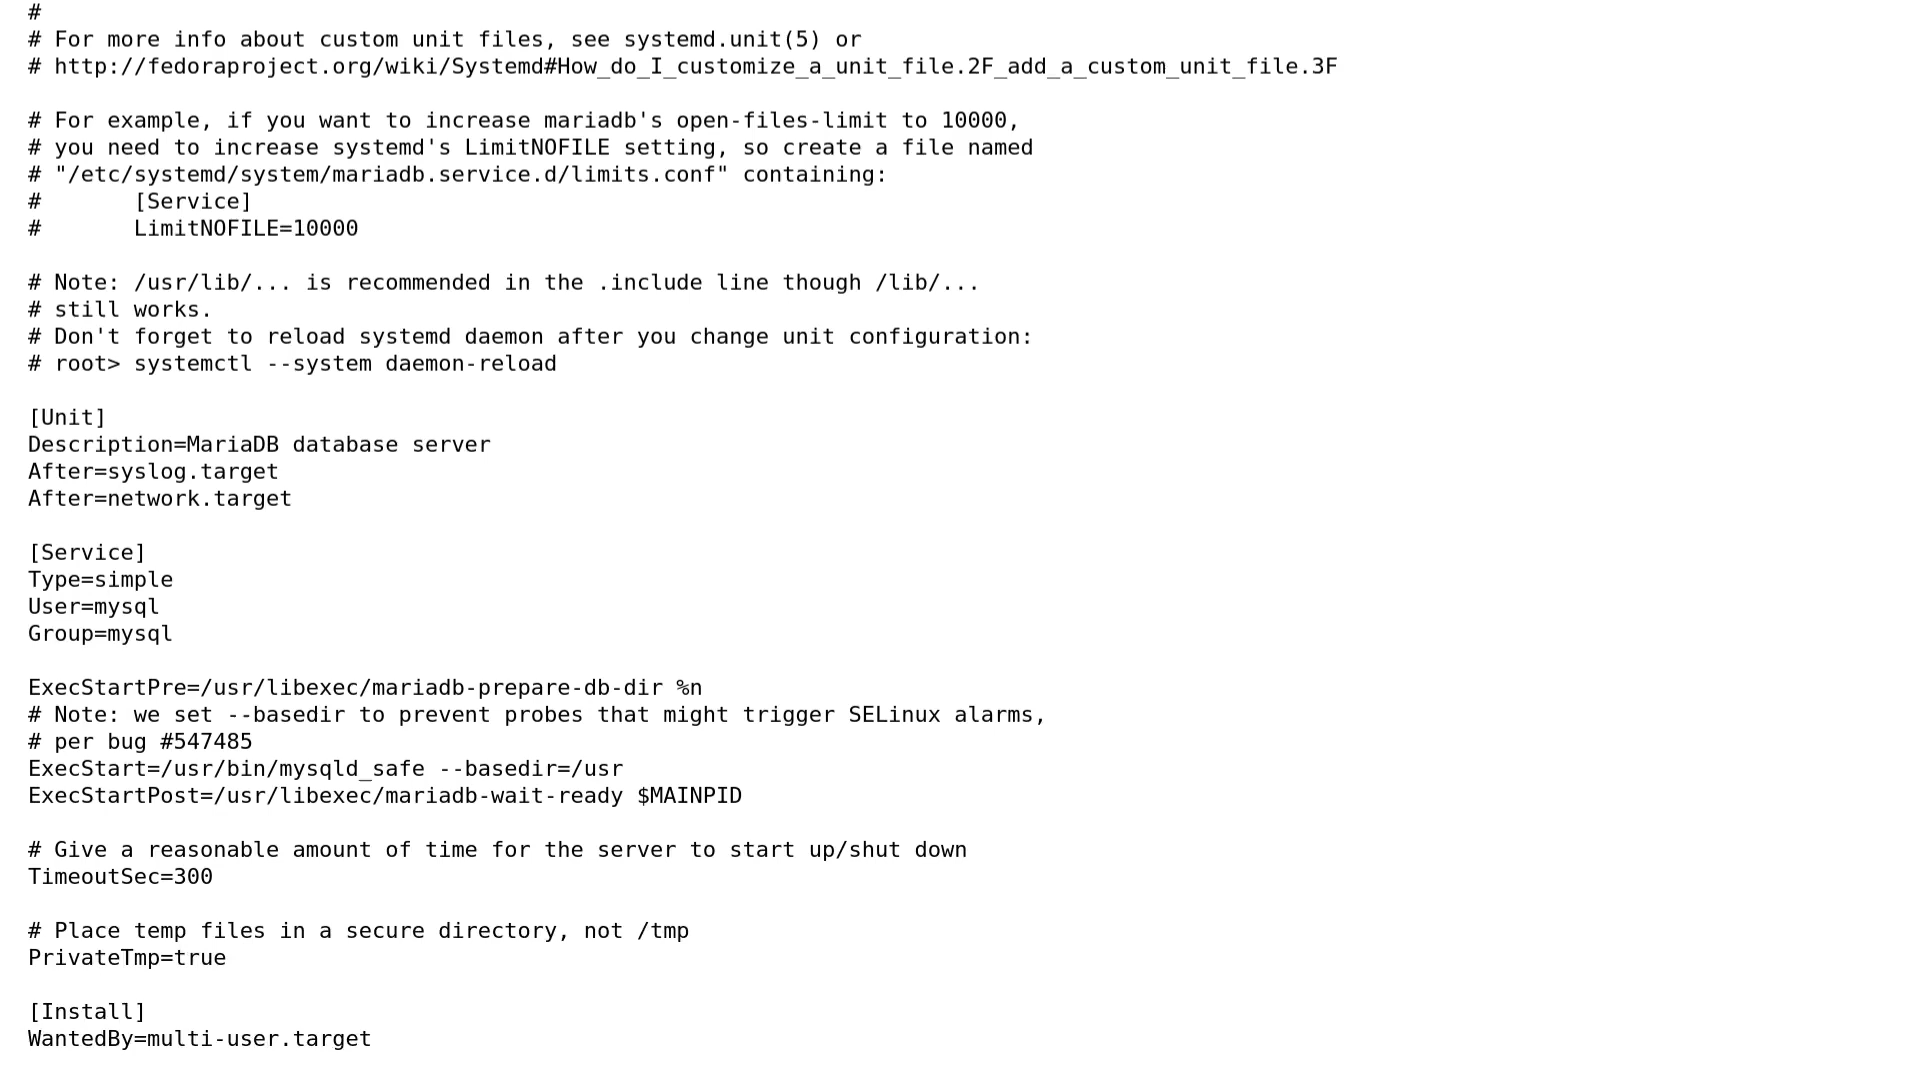 #
# For more info about custom unit files, see systemd.unit(5) or
# http://fedoraproject.org/wiki/Systemd#How_do_I_customize_a_unit_file.2F_add_a_custom_unit_file.3F

# For example, if you want to increase mariadb's open-files-limit to 10000,
# you need to increase systemd's LimitNOFILE setting, so create a file named
# "/etc/systemd/system/mariadb.service.d/limits.conf" containing:
#       [Service]
#       LimitNOFILE=10000

# Note: /usr/lib/... is recommended in the .include line though /lib/...
# still works.
# Don't forget to reload systemd daemon after you change unit configuration:
# root> systemctl --system daemon-reload

[Unit]
Description=MariaDB database server
After=syslog.target
After=network.target

[Service]
Type=simple
User=mysql
Group=mysql

ExecStartPre=/usr/libexec/mariadb-prepare-db-dir %n
# Note: we set --basedir to prevent probes that might trigger SELinux alarms,
# per bug #547485
ExecStart=/usr/bin/mysqld_safe --basedir=/usr
ExecStartPost=/usr/libexec/mariadb-wait-ready $MAINPID

# Give a reasonable amount of time for the server to start up/shut down
TimeoutSec=300

# Place temp files in a secure directory, not /tmp
PrivateTmp=true

[Install]
WantedBy=multi-user.target